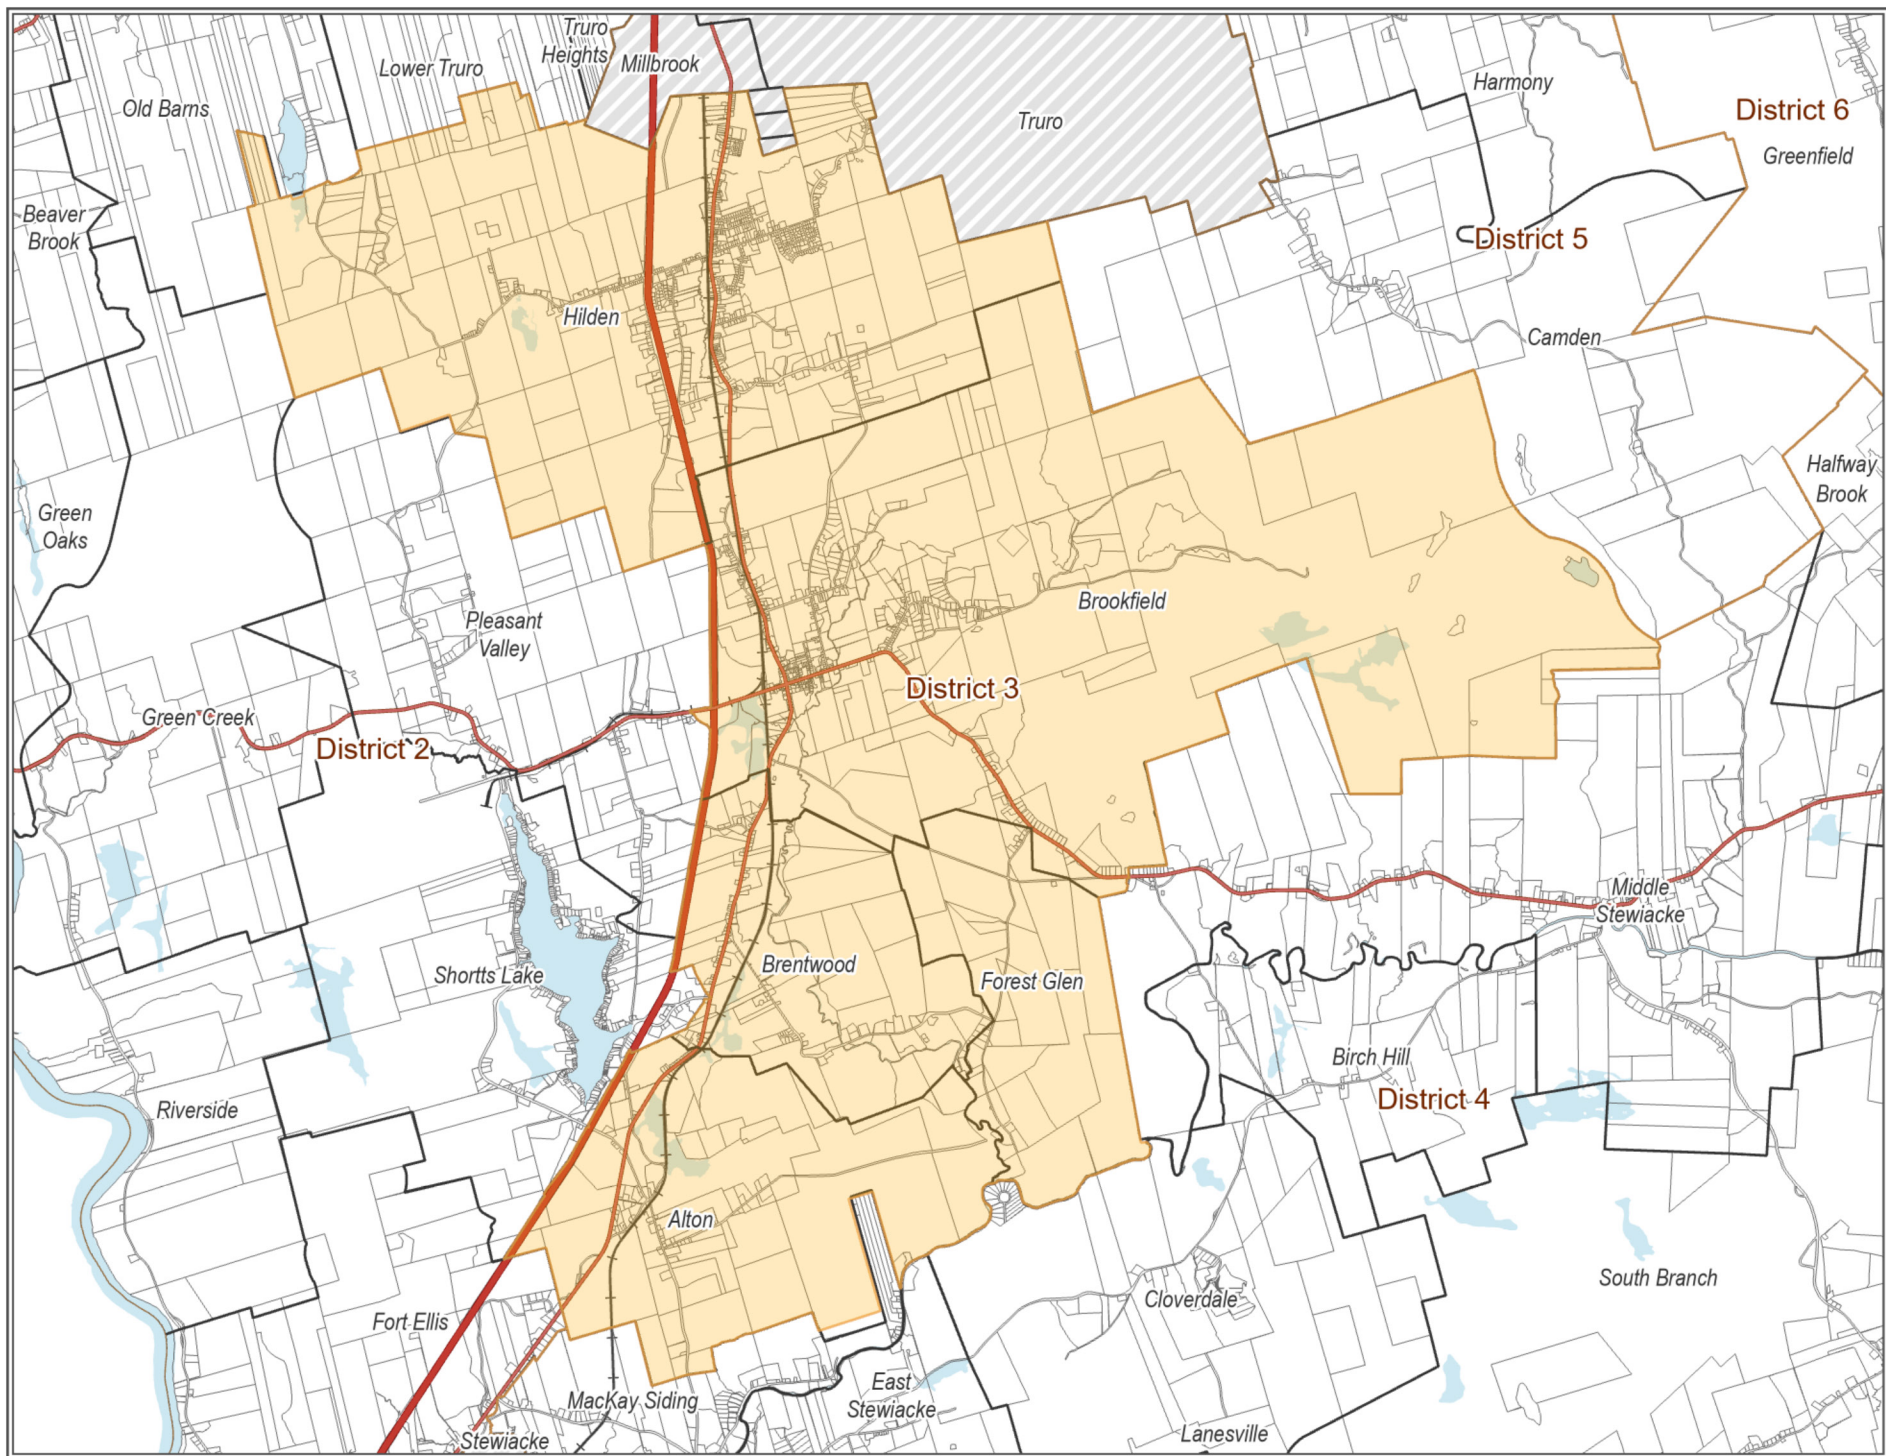 Truro
Heights
Millbrook
Lower Truro
Old Barns
Truro
Harmony
District 6
Greenfield
Beaver
Brook
District 5
Hilden
Camden
Halfway
Brook
Green
Oaks
Brookfield
Pleasant
Valley
District 3
Green Creek
District 2
Middle
Stewiacke
Brentwood
Shortts Lake
Forest Glen
Birch Hill
District 4
Riverside
Alton
South Branch
Cloverdale
Fort Ellis
East
Stewiacke
MacKay Siding
Lanesville
Stewiacke